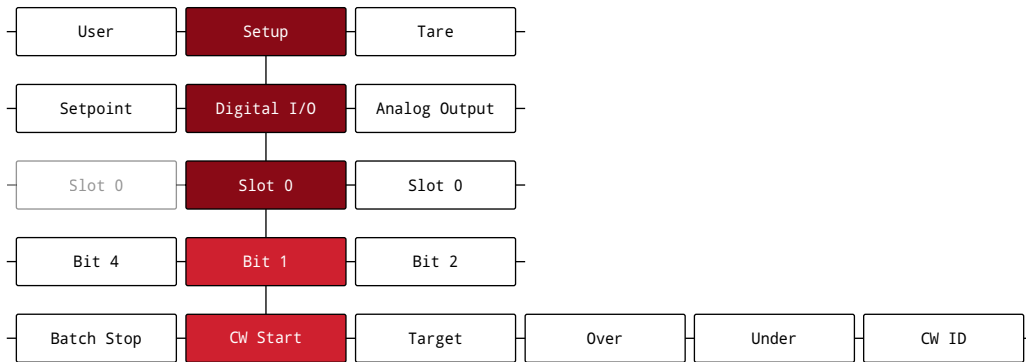 User Setup Tare
Setpoint Digital I/O Analog Output
Slot 0 Slot 0 Slot 0
Bit 4 Bit 1 Bit 2
Batch Stop CW Start Target Over Under CW ID